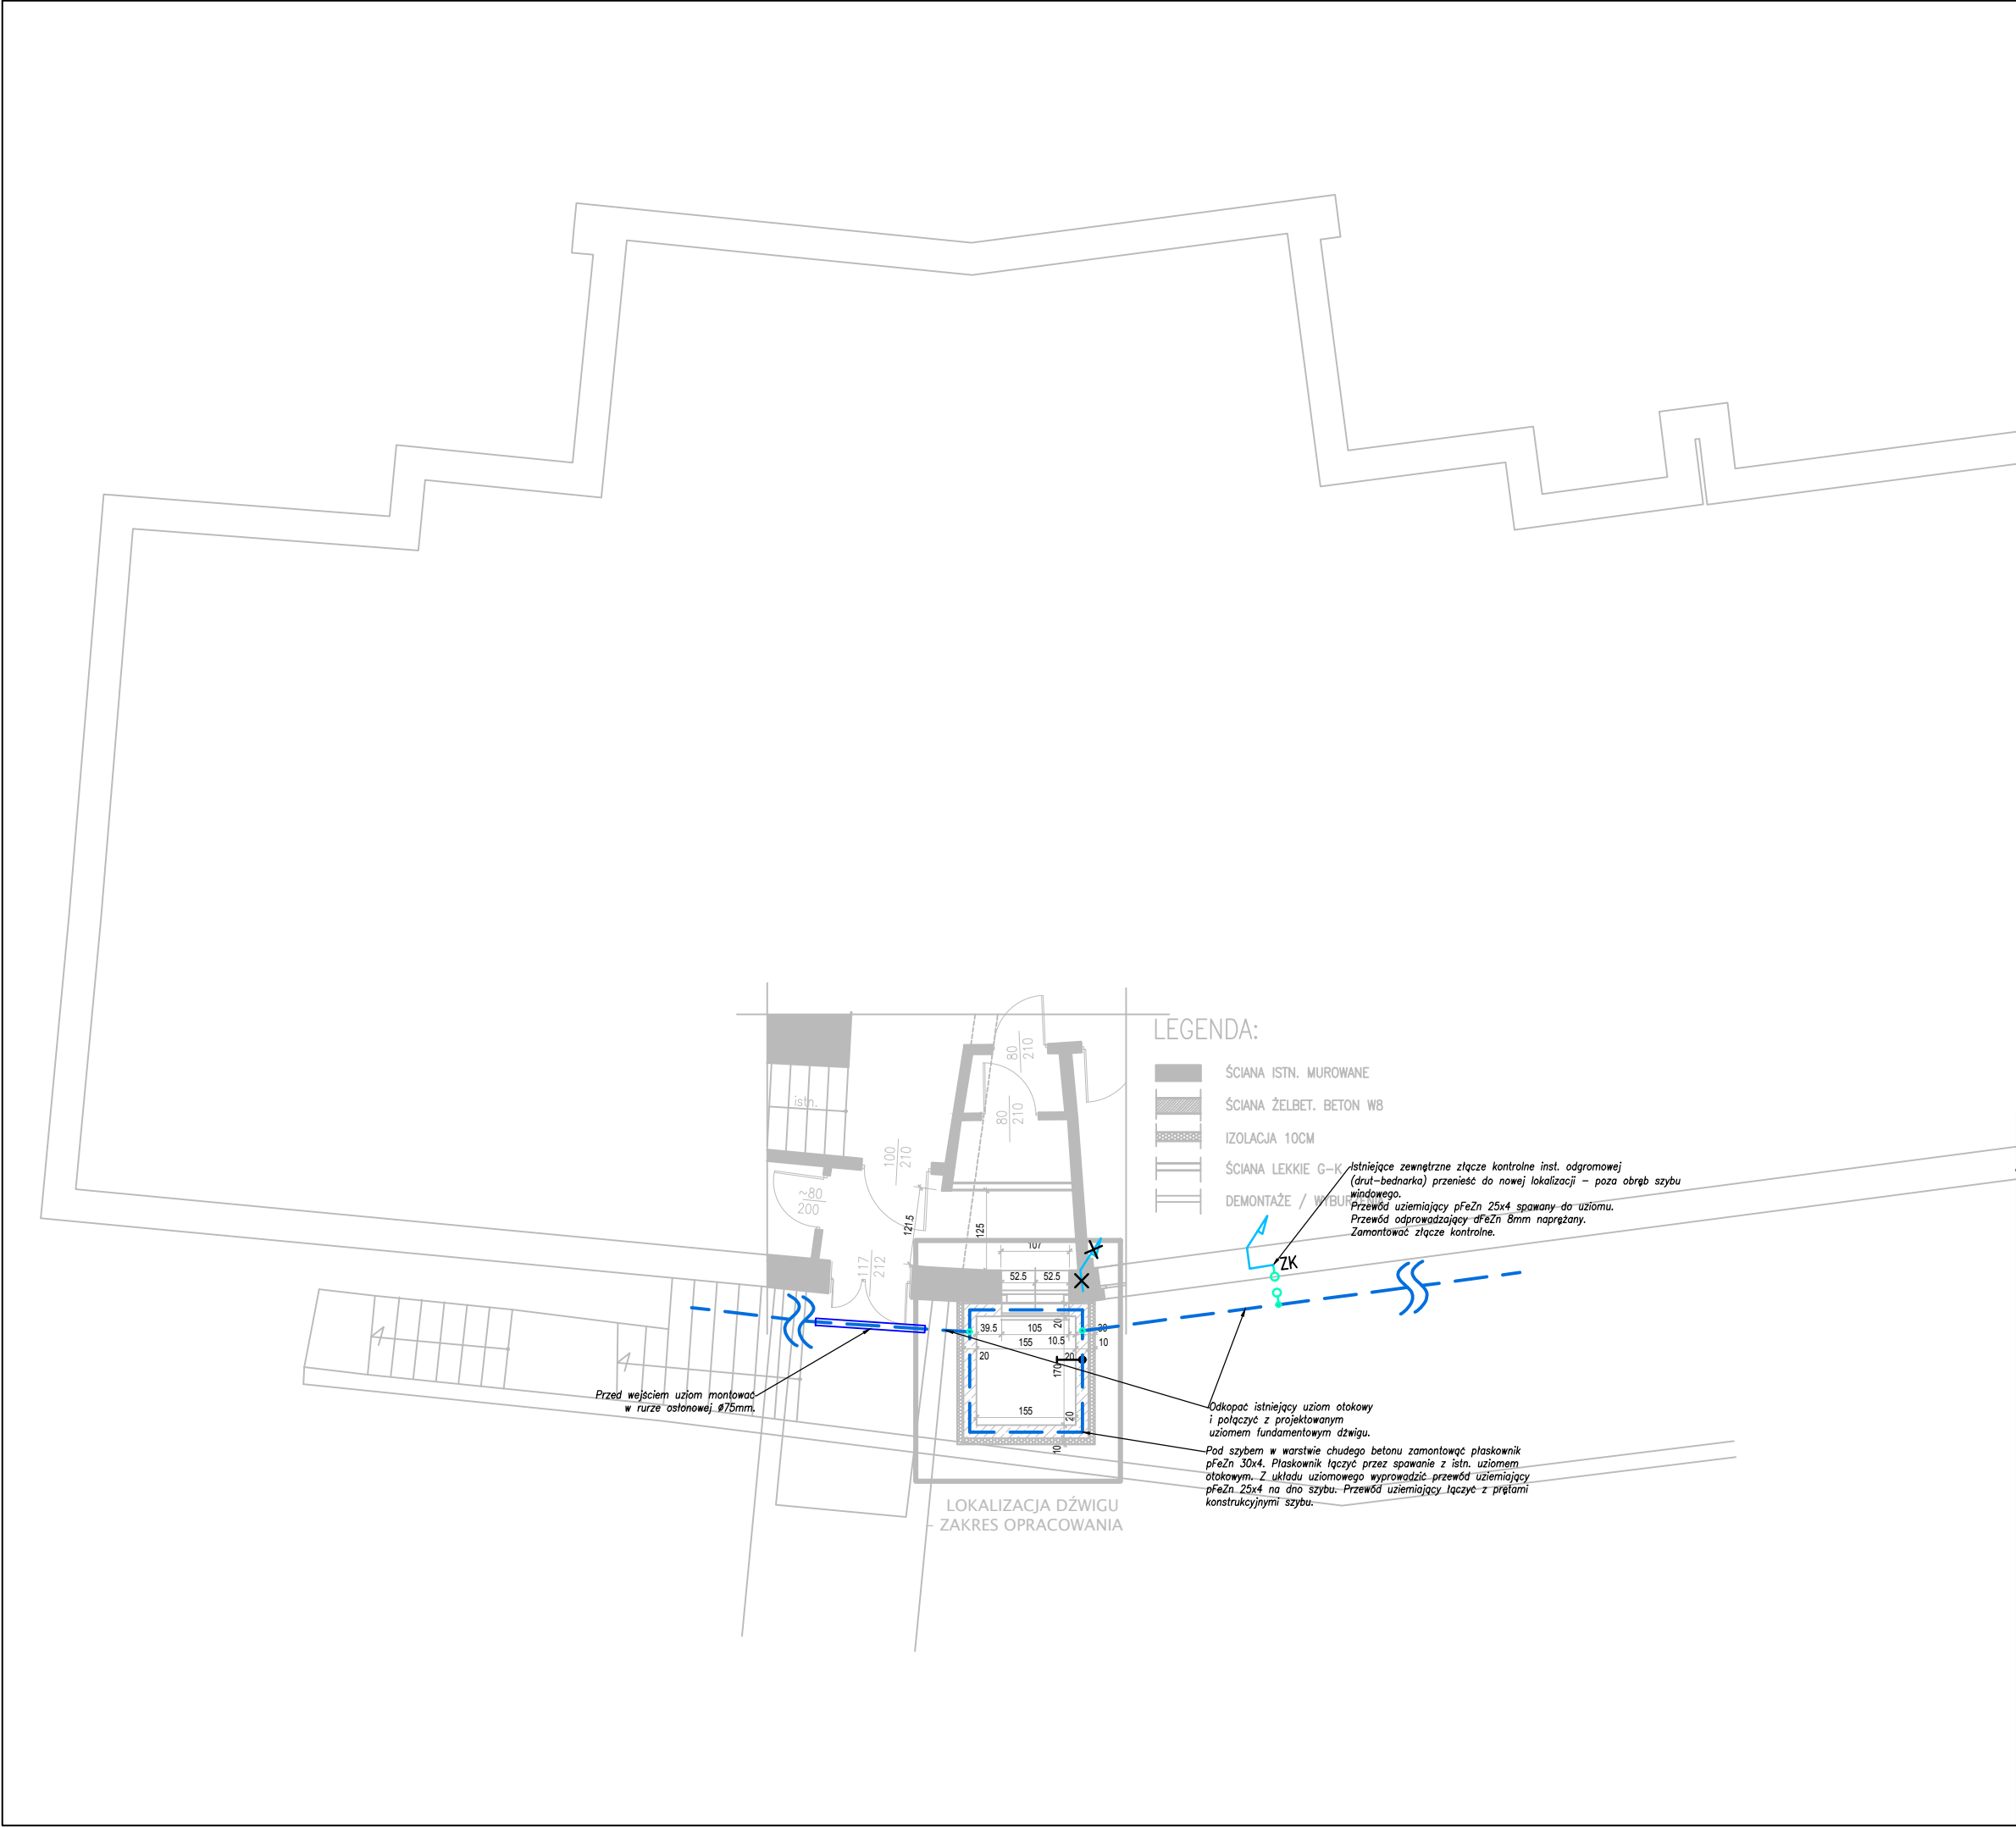 80
210
LEGENDA:
ŚCIANA ISTN. MUROWANE
istn.
80
210
ŚCIANA ŻELBET. BETON W8
IZOLACJA 10CM
100
210
ŚCIANA LEKKIE G-K
DEMONTAŻE / WYBURZENIA
Istniejące zewnętrzne złącze kontrolne inst. odgromowej
(drut-bednarka) przenieść do nowej lokalizacji - poza obręb szybu
windowego.
Przewód uziemiający pFeZn 25x4 spawany do uziomu.
Przewód odprowadzający dFeZn 8mm naprężany.
Zamontować złącze kontrolne.
~80
200
121.5
125
107
117
212
ZK
52.5
52.5
39.5
105
20
30
155
10.5
10
20
20
170
155
20
10
Przed wejściem uziom montować
w rurze osłonowej ø75mm.
Odkopać istniejący uziom otokowy
i połączyć z projektowanym
uziomem fundamentowym dźwigu.
Pod szybem w warstwie chudego betonu zamontowąć płaskownik
pFeZn 30x4. Płaskownik łączyć przez spawanie z istn. uziomem
otokowym. Z układu uziomowego wyprowadzić przewód uziemiający
pFeZn 25x4 na dno szybu. Przewód uziemiający łączyć z prętami
konstrukcyjnymi szybu.
LOKALIZACJA DŹWIGU
- ZAKRES OPRACOWANIA